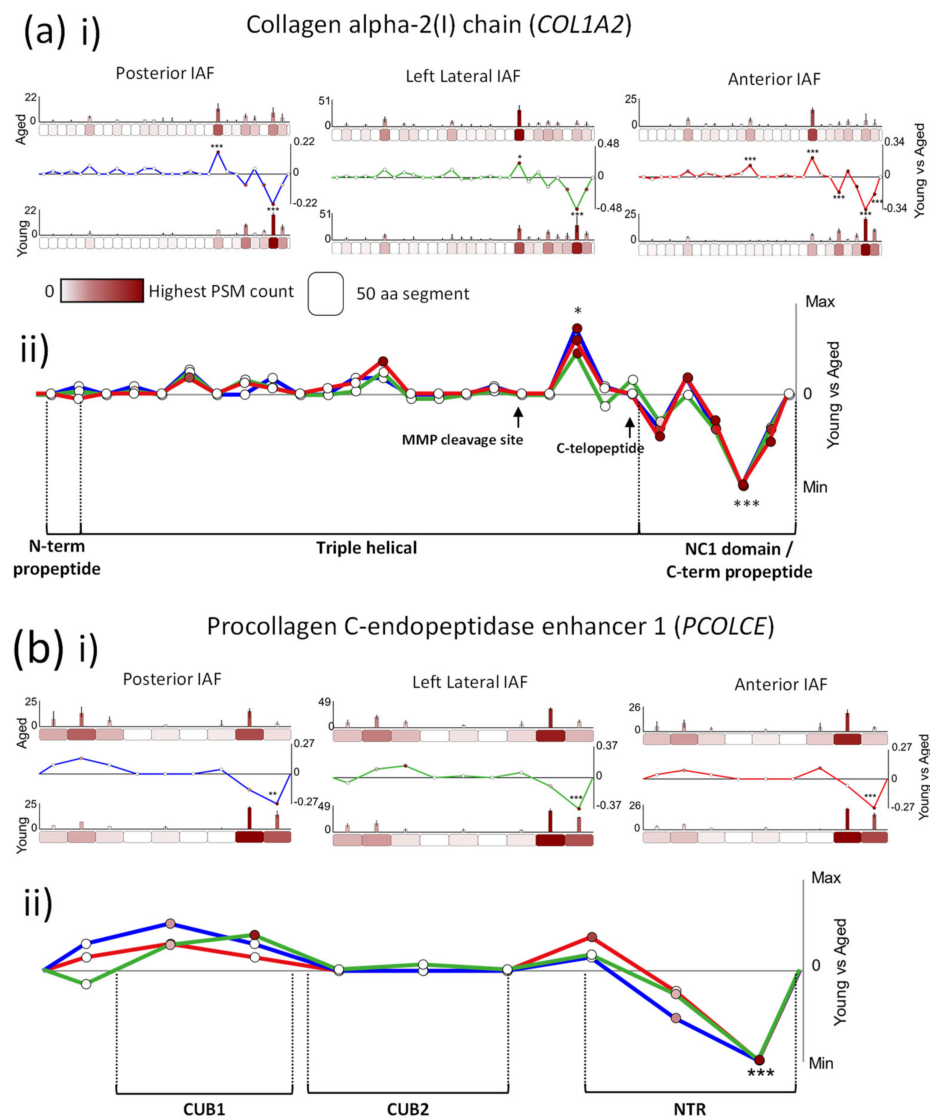 (a) i) Collagen alpha-2(I) chain (COL1A2)
Posterior IAF Left Lateral IAF Anterior IAF
22 51 25
Aged
0 0 0
*** * *** ***
0.22 0.48 0.34
0 0 0
Young vs Aged
-0.22 -0.48 -0.34
*** *** *** *** ***
22 51 25
Young
0 0 0
0 Highest PSM count 50 aa segment
ii)
Max
*
0
Young vs Aged
MMP cleavage site
C-telopeptide
Min
***
N-term
propeptide
Triple helical
NC1 domain /
C-term propeptide
Procollagen C-endopeptidase enhancer 1 (PCOLCE)
(b) i)
Posterior IAF Left Lateral IAF Anterior IAF
25 49 26
Aged
0 0 0
0.27 0.37 0.27
0 0 0
Young vs Aged
** *** ***
-0.27 -0.37 -0.27
25 49 26
Young
0 0 0
ii)
Max
0
Young vs Aged
Min
***
CUB1 CUB2 NTR